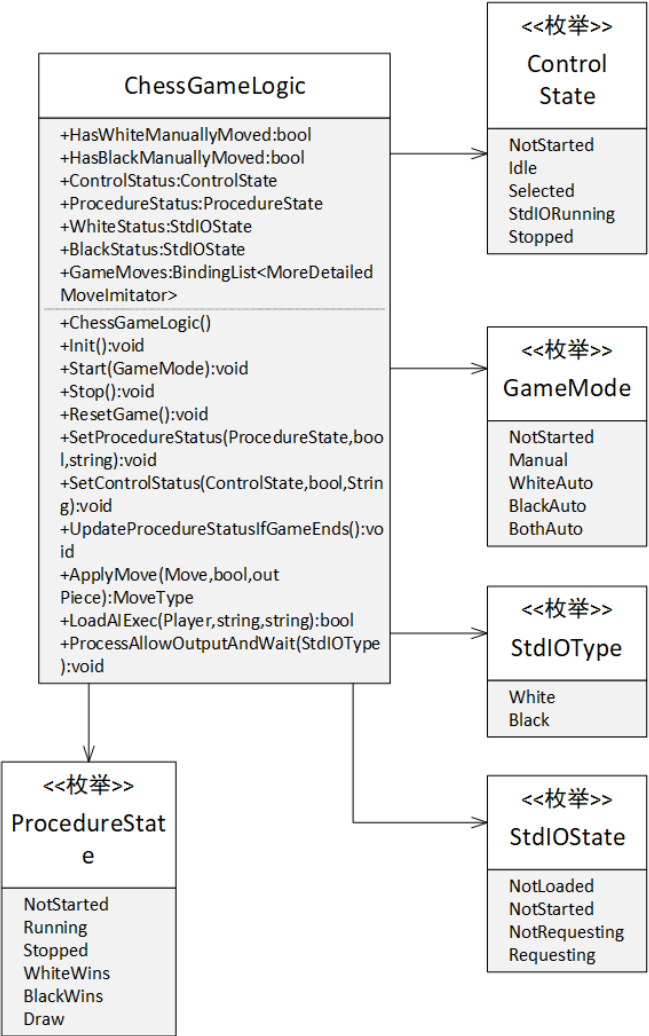 ChessGameLogic
+HasWhiteManuallyMoved:bool
+HasBlackManuallyMoved:bool
+ControlStatus:ControlState
+ProcedureStatus:ProcedureState
+WhiteStatus:StdIOState
+BlackStatus:StdIOState
+GameMoves:BindingList<MoreDetailed
MoveImitator>
+ChessGameLogic()
+Init():void
+Start(GameMode):void
+Stop():void
+ResetGame():void
+SetProcedureStatus(ProcedureState,boo
l,string):void
+SetControlStatus(ControlState,bool,Strin
g):void
+UpdateProcedureStatusIfGameEnds():vo
id
+ApplyMove(Move,bool,out
Piece):MoveType
+LoadAIExec(Player,string,string):bool
+ProcessAllowOutputAndWait(StdIOType
):void
<<枚举>>
Control
State
NotStarted
Idle
Selected
StdIORunning
Stopped
<<枚举>>
GameMode
NotStarted
Manual
WhiteAuto
BlackAuto
BothAuto
<<枚举>>
StdIOType
White
Black
<<枚举>>
StdIOState
NotLoaded
NotStarted
NotRequesting
Requesting
<<枚举>>
ProcedureStat
e
NotStarted
Running
Stopped
WhiteWins
BlackWins
Draw